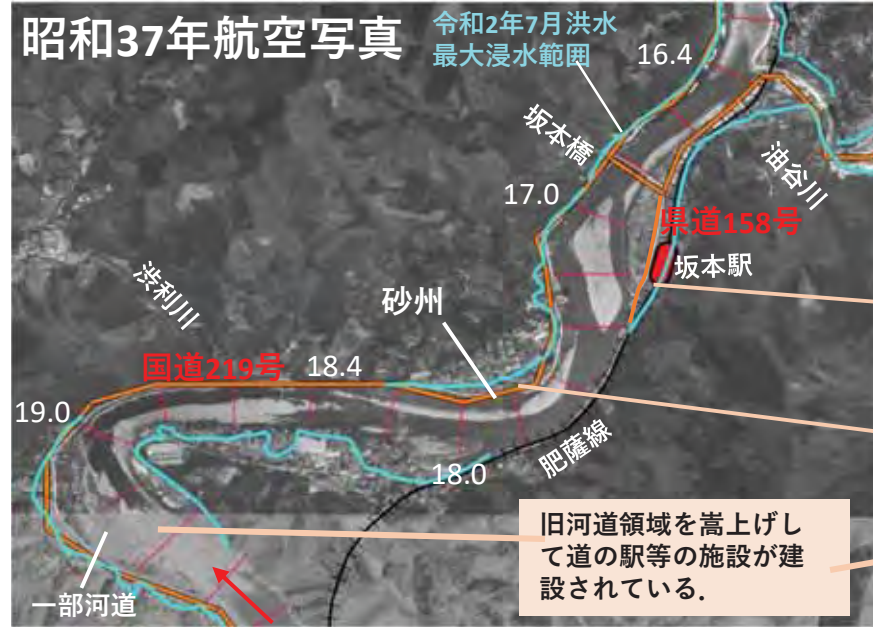 昭和37年航空写真
令和2年7月洪水
最大浸水範囲
16.4
坂本橋
油谷川
17.0
県道158号
坂本駅
渋利川
砂州
国道219号
18.4
19.0
肥薩線
18.0
旧河道領域を嵩上げし
て道の駅等の施設が建
設されている.
一部河道